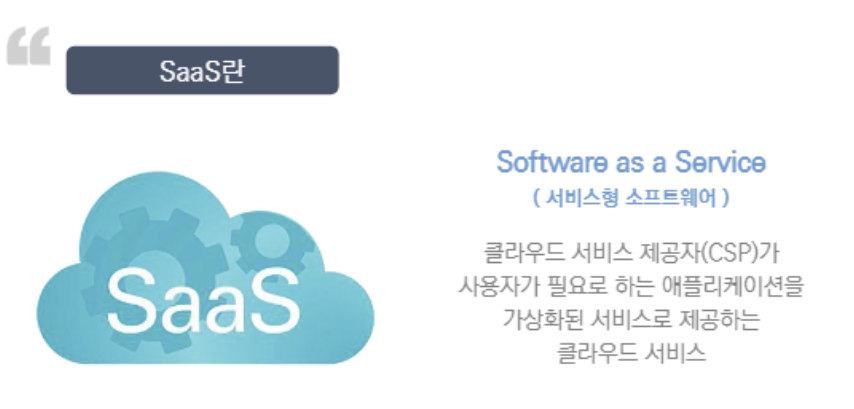 SaaS란
SaaS
Software as a Service
( 서비스형 소프트웨어 )
클라우드 서비스 제공자(CSP)가
사용자가 필요로 하는 애플리케이션을
가상화된 서비스로 제공하는
클라우드 서비스